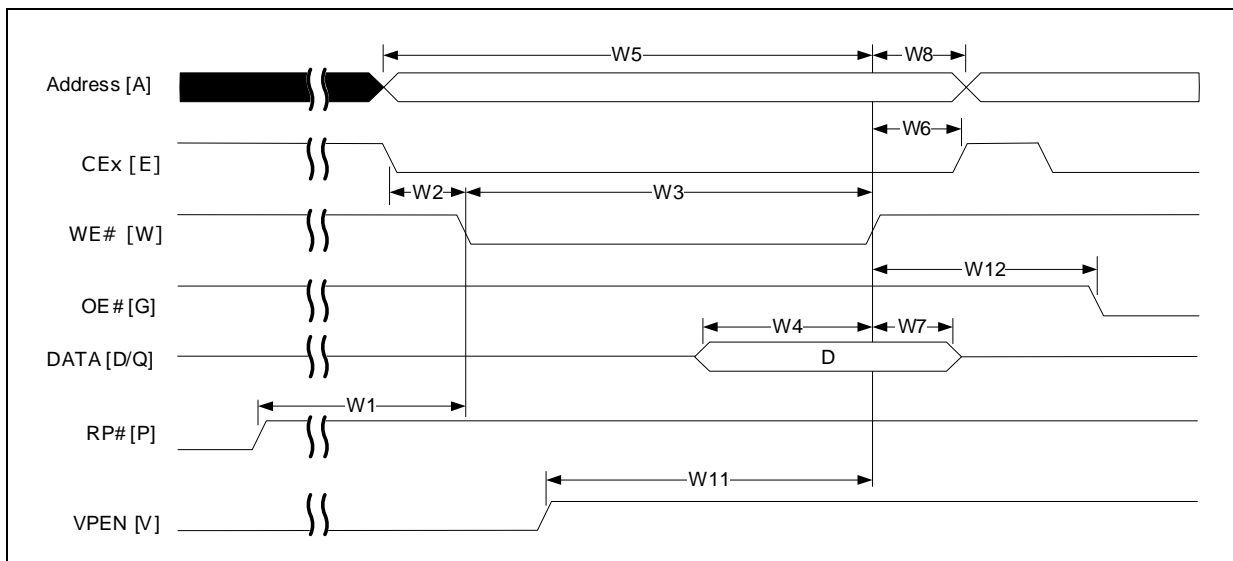 W5
W8
Address [A]
W6
CEx [E]
W2
W3
WE# [W]
W12
OE# [G]
W4
W7
DATA [D/Q]
D
W1
RP# [P]
W11
VPEN [V]